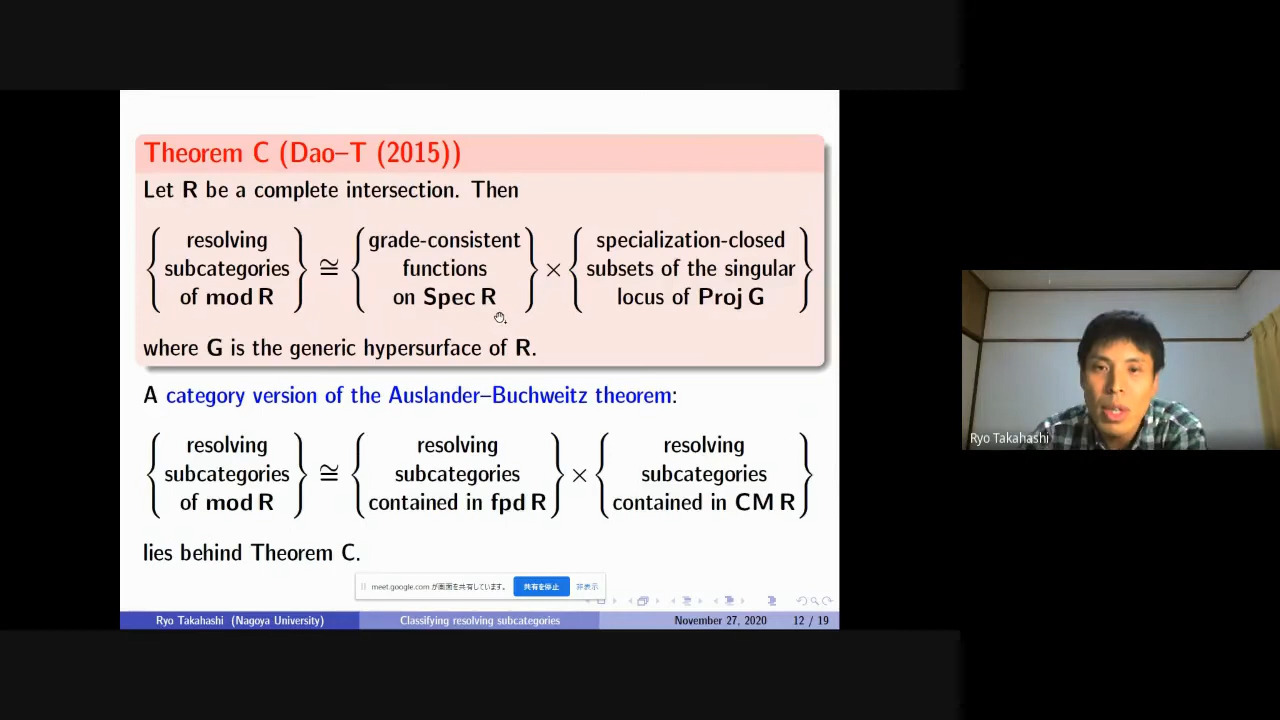 Theorem C (Dao–T (2015))
Let R be a complete intersection. Then
{ resolving subcategories of mod R } ≅ { grade-consistent functions on Spec R } × { specialization-closed subsets of the singular locus of Proj G }
where G is the generic hypersurface of R.
A category version of the Auslander–Buchweitz theorem:
{ resolving subcategories of mod R } ≅ { resolving subcategories contained in fpd R } × { resolving subcategories contained in CM R }
lies behind Theorem C.
meet.google.com が画面を共有しています。 共有を停止 非表示
Ryo Takahashi (Nagoya University) Classifying resolving subcategories November 27, 2020 12 / 19
Ryo Takahashi